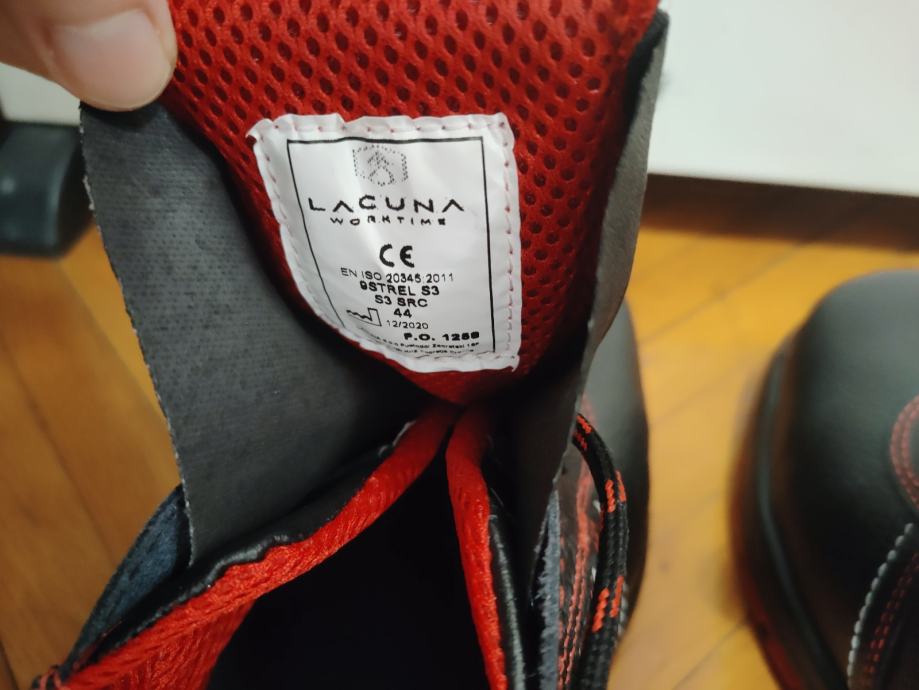 LACUNA
WORKTIME
CE
EN ISO 20345:2011
9STREL S3
S3 SRC
44
12/2020
P.O. 1258